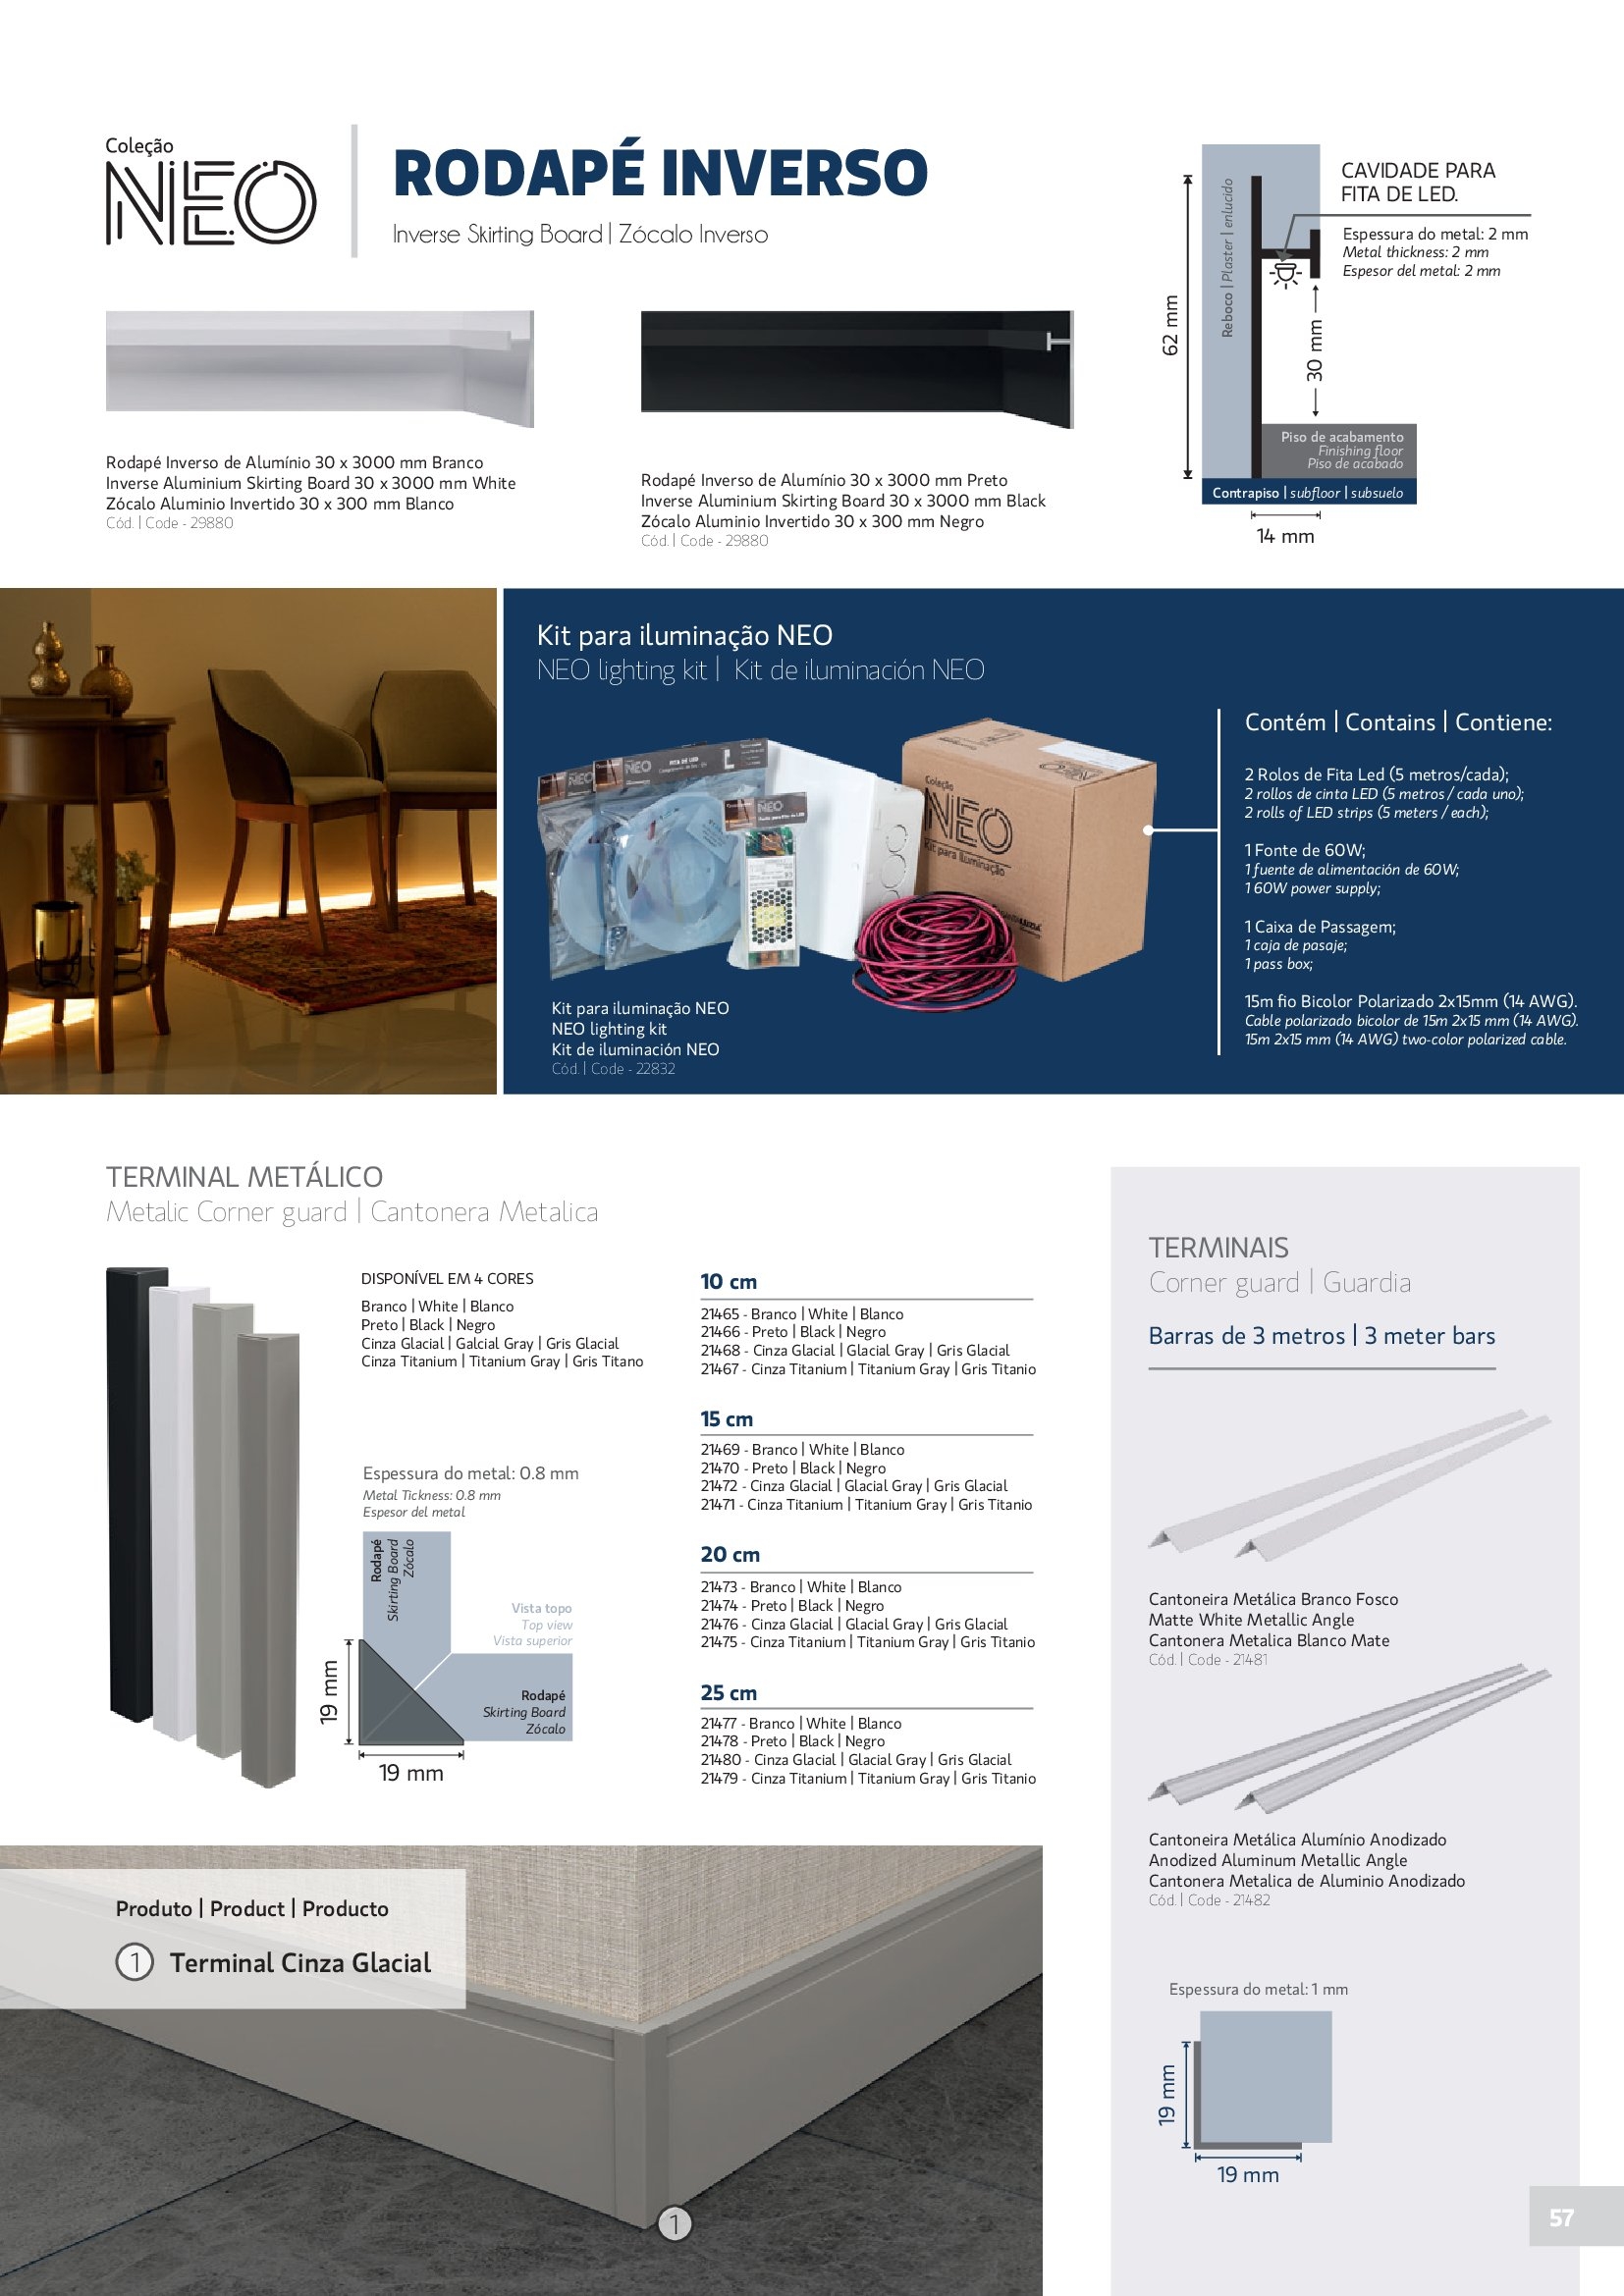 Coleção
NEO
RODAPÉ INVERSO
Inverse Skirting Board | Zócalo Inverso
Rodapé Inverso de Alumínio 30 x 3000 mm Branco
Inverse Aluminium Skirting Board 30 x 3000 mm White
Zócalo Aluminio Invertido 30 x 300 mm Blanco
Cód. | Code - 29880
Rodapé Inverso de Alumínio 30 x 3000 mm Preto
Inverse Aluminium Skirting Board 30 x 3000 mm Black
Zócalo Aluminio Invertido 30 x 300 mm Negro
Cód. | Code - 29880
CAVIDADE PARA
FITA DE LED.
Espessura do metal: 2 mm
Metal thickness: 2 mm
Espesor del metal: 2 mm
Reboco | Plaster | enlucido
62 mm
30 mm
Piso de acabamento
Finishing floor
Piso de acabado
Contrapiso | subfloor | subsuelo
14 mm
Kit para iluminação NEO
NEO lighting kit | Kit de iluminación NEO
NEO
NEO
FITA DE LED
NEO
Coleção
NEO
Kit para Iluminação
Kit para iluminação NEO
NEO lighting kit
Kit de iluminación NEO
Cód. | Code - 22832
Contém | Contains | Contiene:
2 Rolos de Fita Led (5 metros/cada);
2 rollos de cinta LED (5 metros / cada uno);
2 rolls of LED strips (5 meters / each);
1 Fonte de 60W;
1 fuente de alimentación de 60W;
1 60W power supply;
1 Caixa de Passagem;
1 caja de pasaje;
1 pass box;
15m fio Bicolor Polarizado 2x15mm (14 AWG).
Cable polarizado bicolor de 15m 2x15 mm (14 AWG).
15m 2x15 mm (14 AWG) two-color polarized cable.
TERMINAL METÁLICO
Metalic Corner guard | Cantonera Metalica
DISPONÍVEL EM 4 CORES
Branco | White | Blanco
Preto | Black | Negro
Cinza Glacial | Galcial Gray | Gris Glacial
Cinza Titanium | Titanium Gray | Gris Titano
Espessura do metal: 0.8 mm
Metal Tickness: 0.8 mm
Espesor del metal
Rodapé
Skirting Board
Zócalo
Vista topo
Top view
Vista superior
Rodapé
Skirting Board
Zócalo
19 mm
19 mm
10 cm
21465 - Branco | White | Blanco
21466 - Preto | Black | Negro
21468 - Cinza Glacial | Glacial Gray | Gris Glacial
21467 - Cinza Titanium | Titanium Gray | Gris Titanio
15 cm
21469 - Branco | White | Blanco
21470 - Preto | Black | Negro
21472 - Cinza Glacial | Glacial Gray | Gris Glacial
21471 - Cinza Titanium | Titanium Gray | Gris Titanio
20 cm
21473 - Branco | White | Blanco
21474 - Preto | Black | Negro
21476 - Cinza Glacial | Glacial Gray | Gris Glacial
21475 - Cinza Titanium | Titanium Gray | Gris Titanio
25 cm
21477 - Branco | White | Blanco
21478 - Preto | Black | Negro
21480 - Cinza Glacial | Glacial Gray | Gris Glacial
21479 - Cinza Titanium | Titanium Gray | Gris Titanio
TERMINAIS
Corner guard | Guardia
Barras de 3 metros | 3 meter bars
Cantoneira Metálica Branco Fosco
Matte White Metallic Angle
Cantonera Metalica Blanco Mate
Cód. | Code - 21481
Cantoneira Metálica Alumínio Anodizado
Anodized Aluminum Metallic Angle
Cantonera Metalica de Aluminio Anodizado
Cód. | Code - 21482
Espessura do metal: 1 mm
19 mm
19 mm
Produto | Product | Producto
1 Terminal Cinza Glacial
1
57